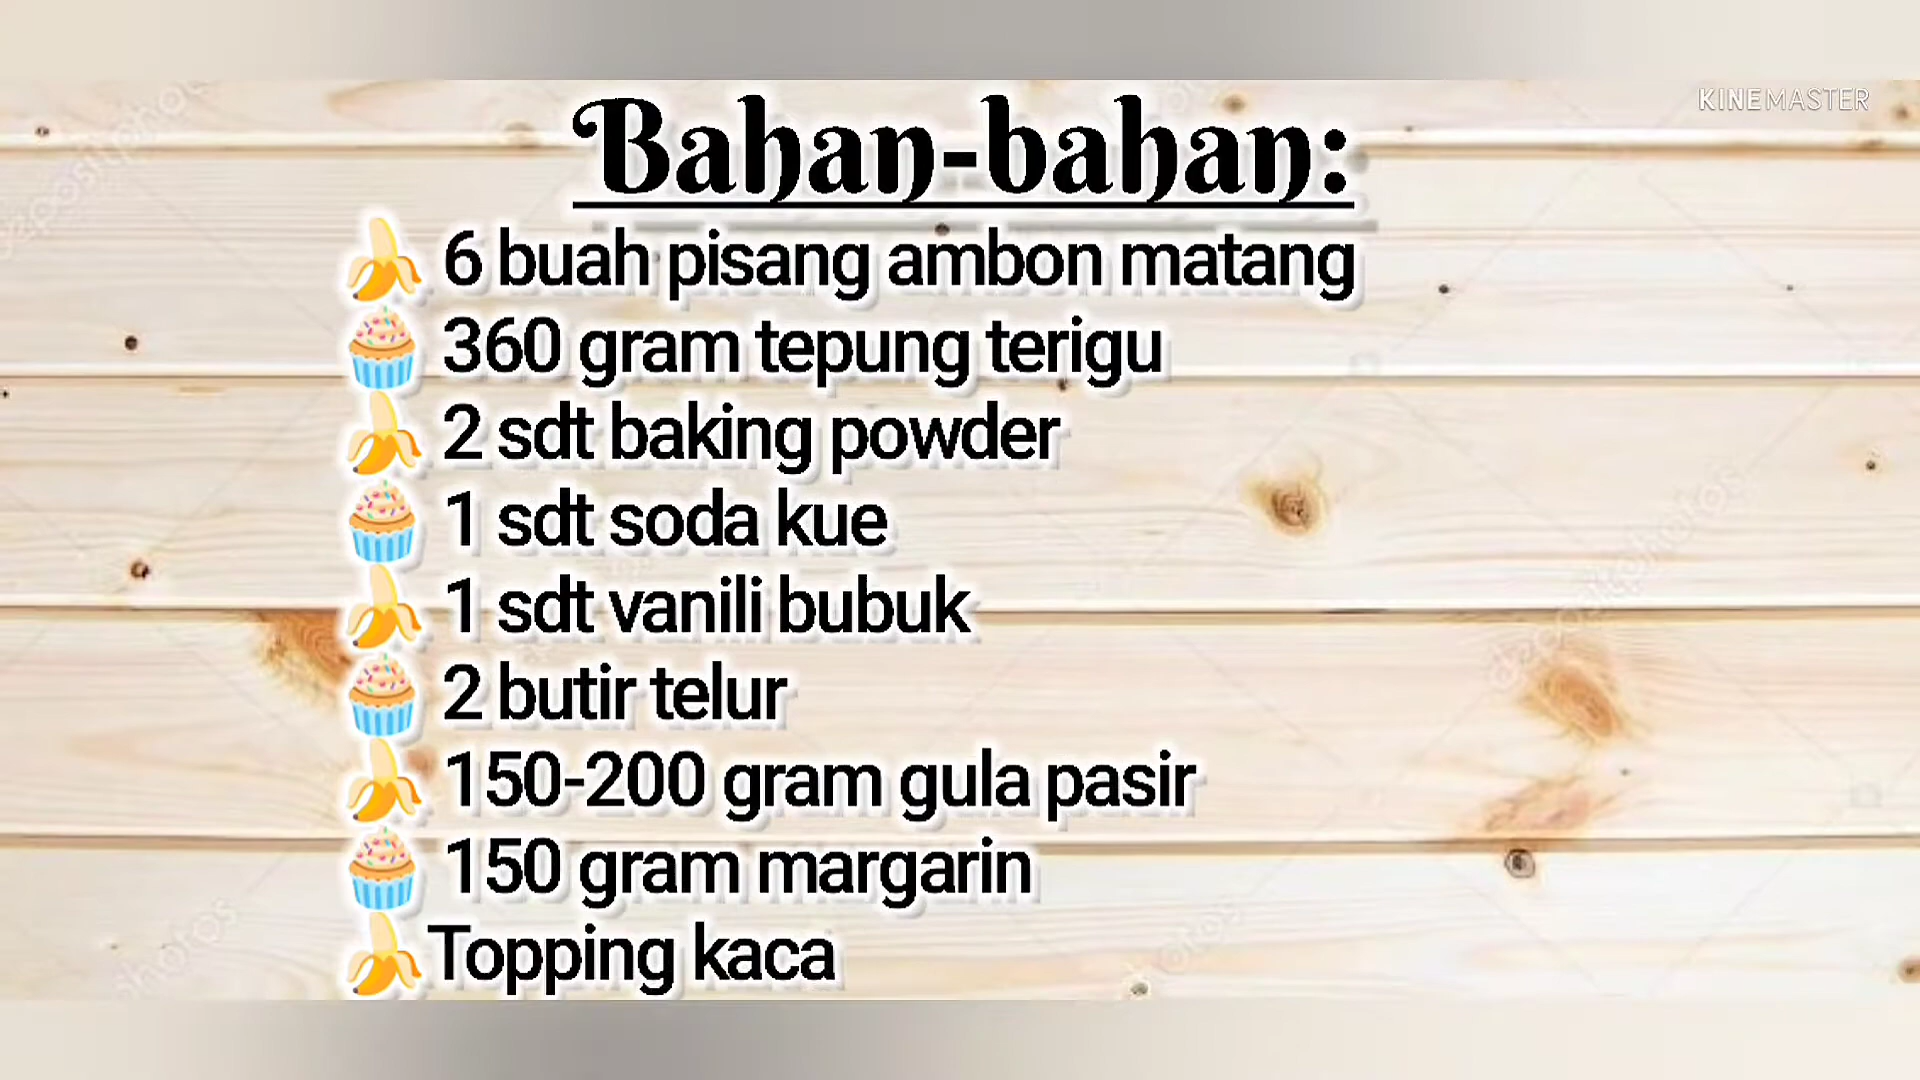 KINEMASTER
Bahan-bahan:
6 buah pisang ambon matang
360 gram tepung terigu
2 sdt baking powder
1 sdt soda kue
1 sdt vanili bubuk
2 butir telur
150-200 gram gula pasir
150 gram margarin
Topping kaca